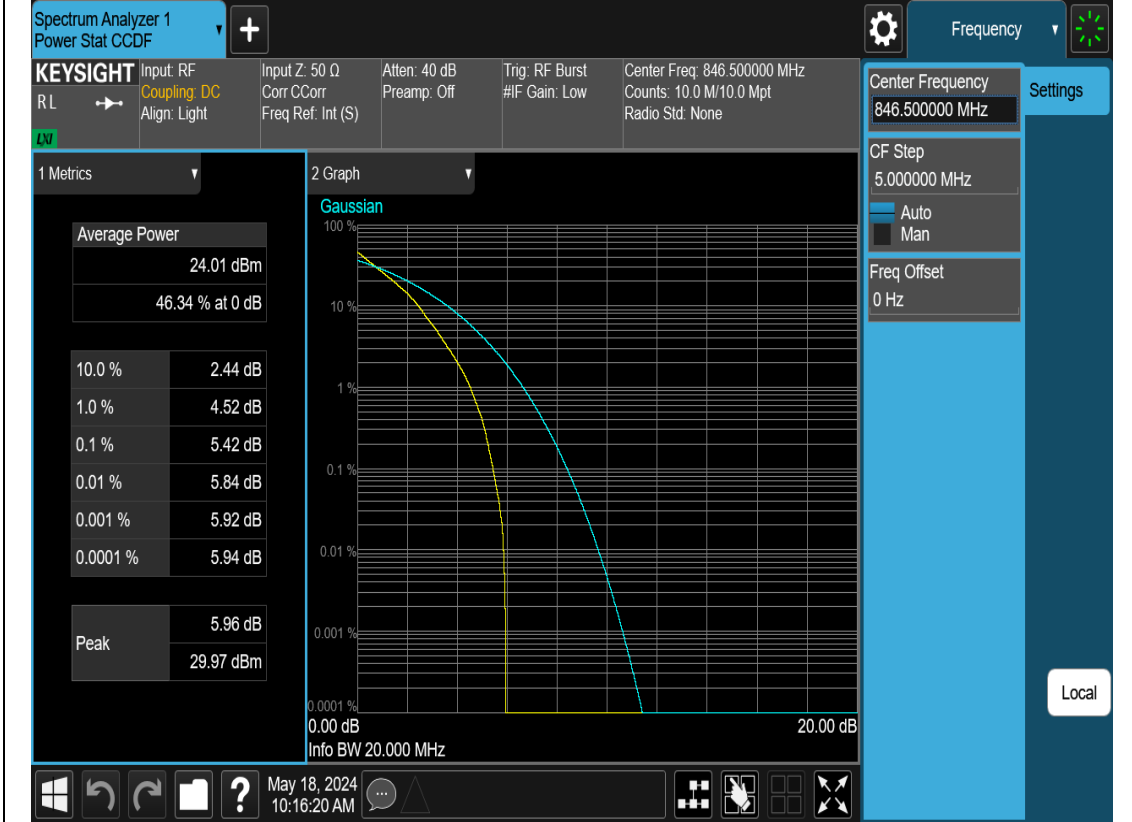 Spectrum Analyzer 1
Power Stat CCDF
Frequency
KEYSIGHT
RL
LXI
Input: RF
Coupling: DC
Align: Light
Input Z: 50 Ω
Corr CCorr
Freq Ref: Int (S)
Atten: 40 dB
Preamp: Off
Trig: RF Burst
#IF Gain: Low
Center Freq: 846.500000 MHz
Counts: 10.0 M/10.0 Mpt
Radio Std: None
Center Frequency
846.500000 MHz
Settings
CF Step
5.000000 MHz
Auto
Man
Freq Offset
0 Hz
Local
1 Metrics
Average Power
24.01 dBm
46.34 % at 0 dB
10.0 % 2.44 dB
1.0 % 4.52 dB
0.1 % 5.42 dB
0.01 % 5.84 dB
0.001 % 5.92 dB
0.0001 % 5.94 dB
Peak
5.96 dB
29.97 dBm
2 Graph
Gaussian
100 %
10 %
1 %
0.1 %
0.01 %
0.001 %
0.0001 %
0.00 dB 20.00 dB
Info BW 20.000 MHz
?
May 18, 2024
10:16:20 AM